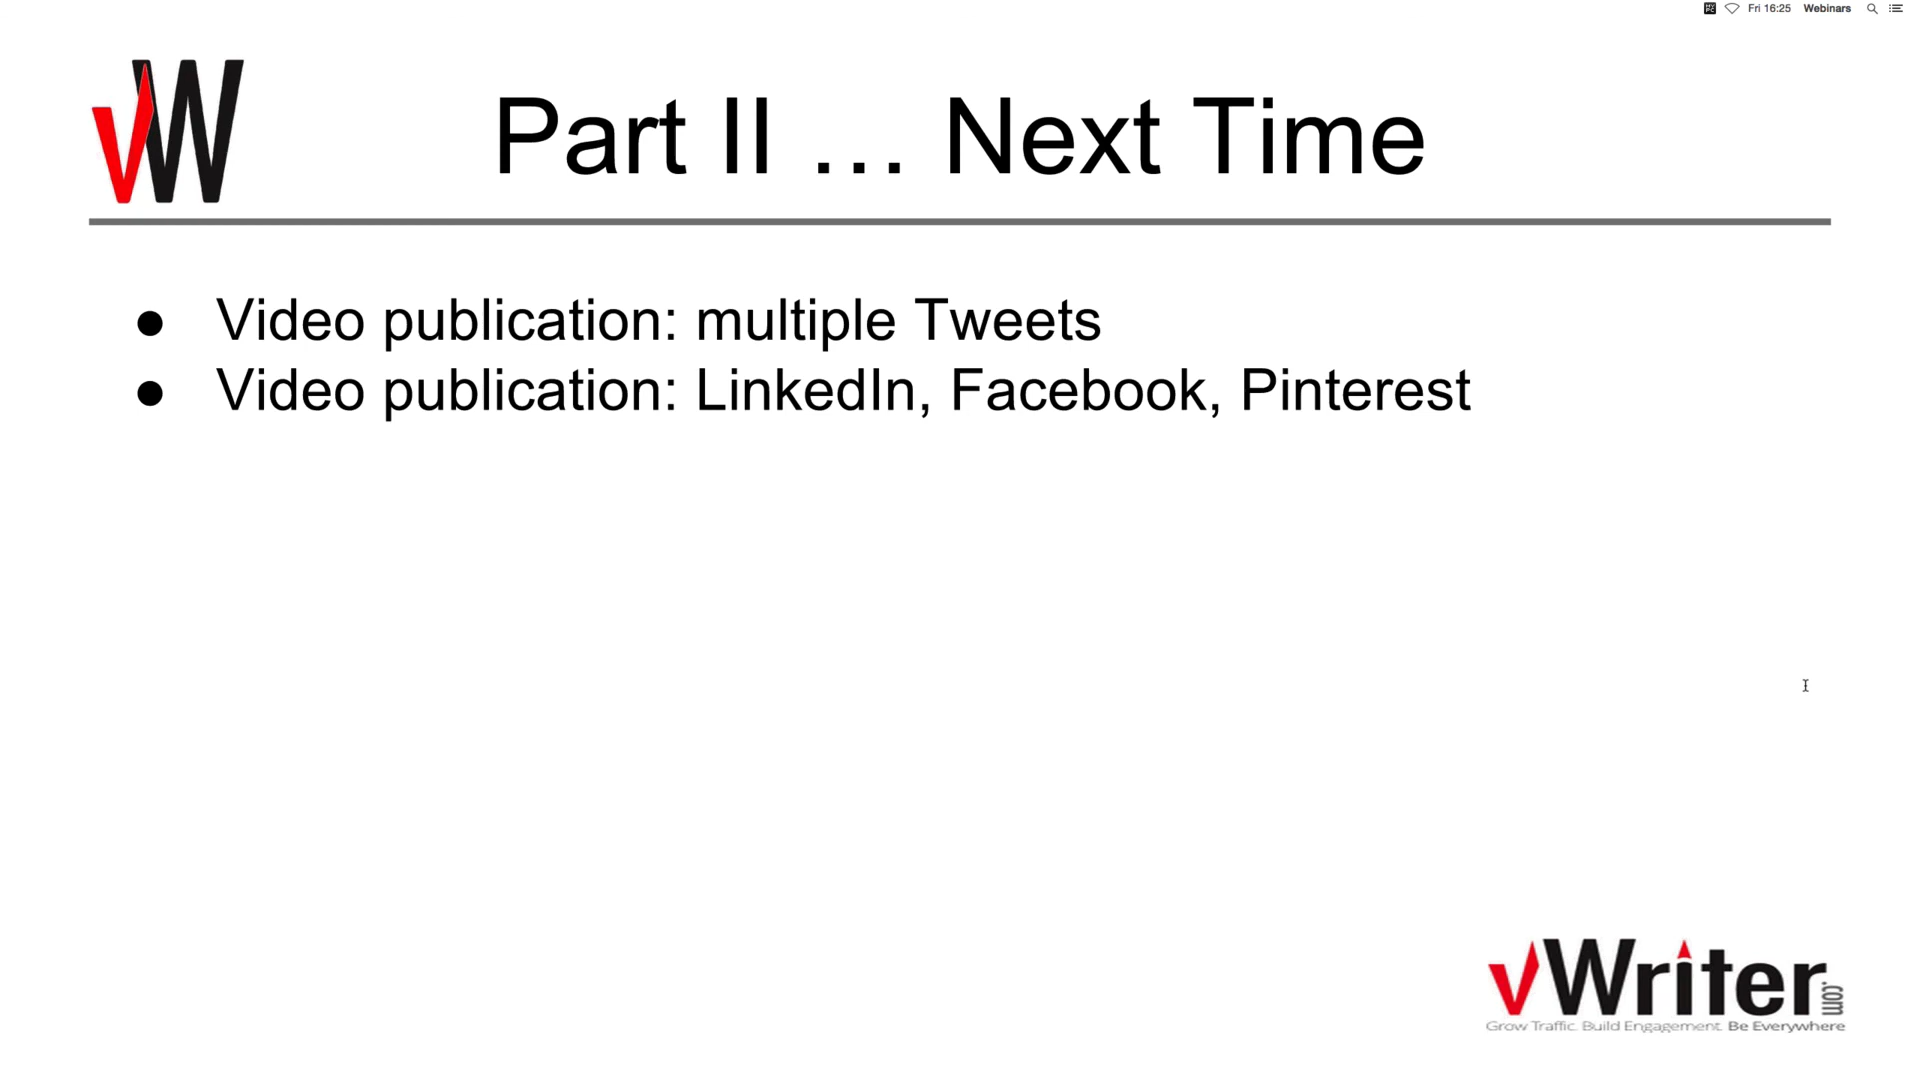 Fri 16:25 Webinars
vW
Part II … Next Time
● Video publication: multiple Tweets
● Video publication: LinkedIn, Facebook, Pinterest
vWriter.com
Grow Traffic. Build Engagement. Be Everywhere